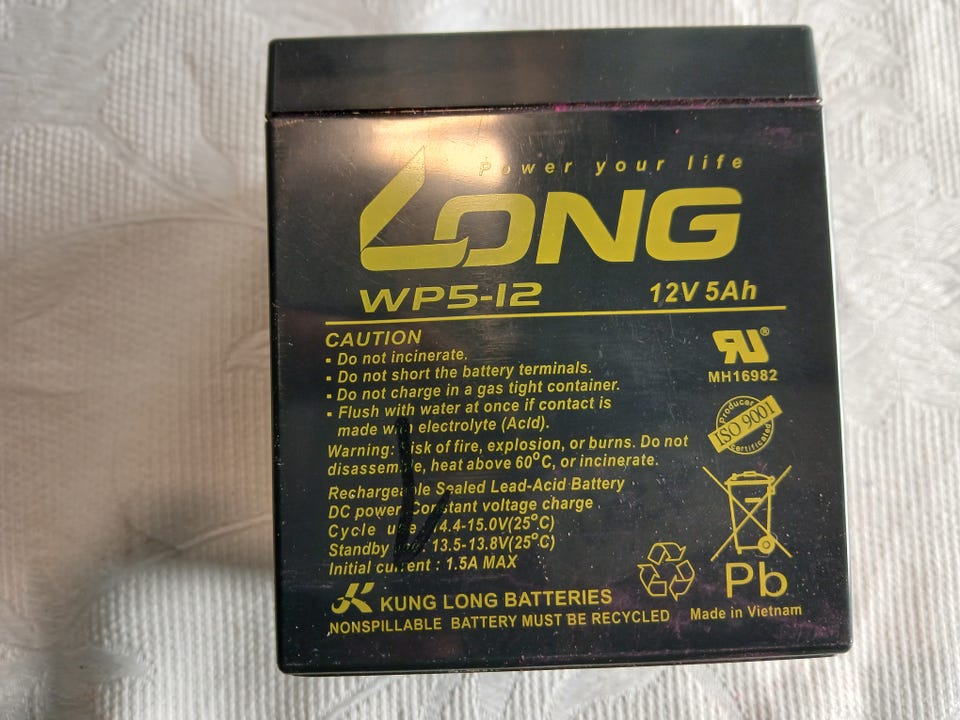 Power your life
LONG
WP5-12 12V 5Ah
CAUTION
▪ Do not incinerate.
▪ Do not short the battery terminals.
▪ Do not charge in a gas tight container.
▪ Flush with water at once if contact is
made with electrolyte (Acid).
Warning: Risk of fire, explosion, or burns. Do not
disassemble, heat above 60°C, or incinerate.
Rechargeable Sealed Lead-Acid Battery
DC power Constant voltage charge
Cycle use : 14.4-15.0V(25°C)
Standby : 13.5-13.8V(25°C)
Initial current : 1.5A MAX
KUNG LONG BATTERIES
NONSPILLABLE BATTERY MUST BE RECYCLED
RU®
MH16982
Producer
ISO 9001
certificated
Pb
Made in Vietnam